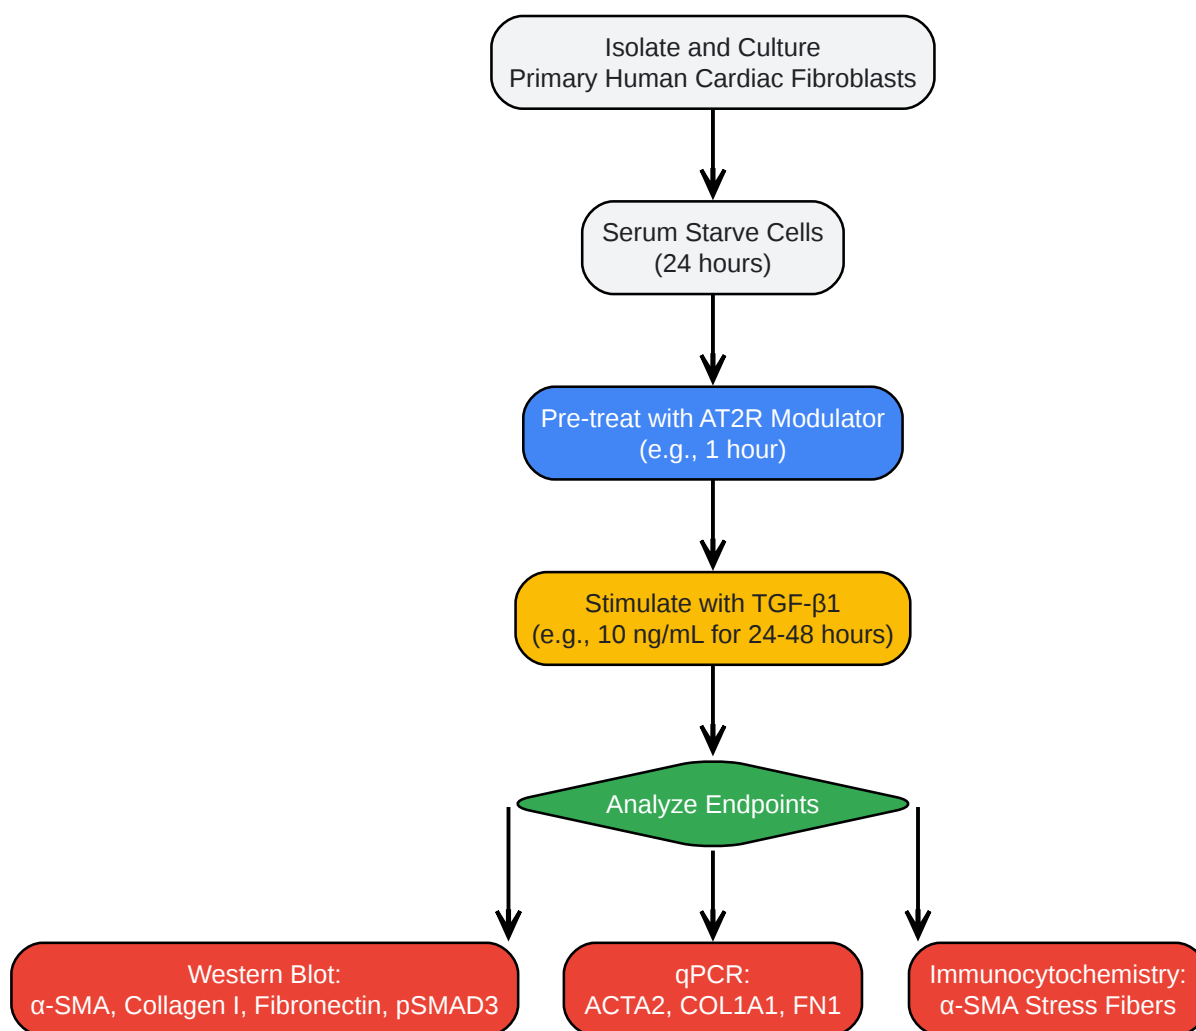 Isolate and Culture
Primary Human Cardiac Fibroblasts
Serum Starve Cells
(24 hours)
Pre-treat with AT2R Modulator
(e.g., 1 hour)
Stimulate with TGF-β1
(e.g., 10 ng/mL for 24-48 hours)
Analyze Endpoints
Western Blot:
α-SMA, Collagen I, Fibronectin, pSMAD3
qPCR:
ACTA2, COL1A1, FN1
Immunocytochemistry:
α-SMA Stress Fibers